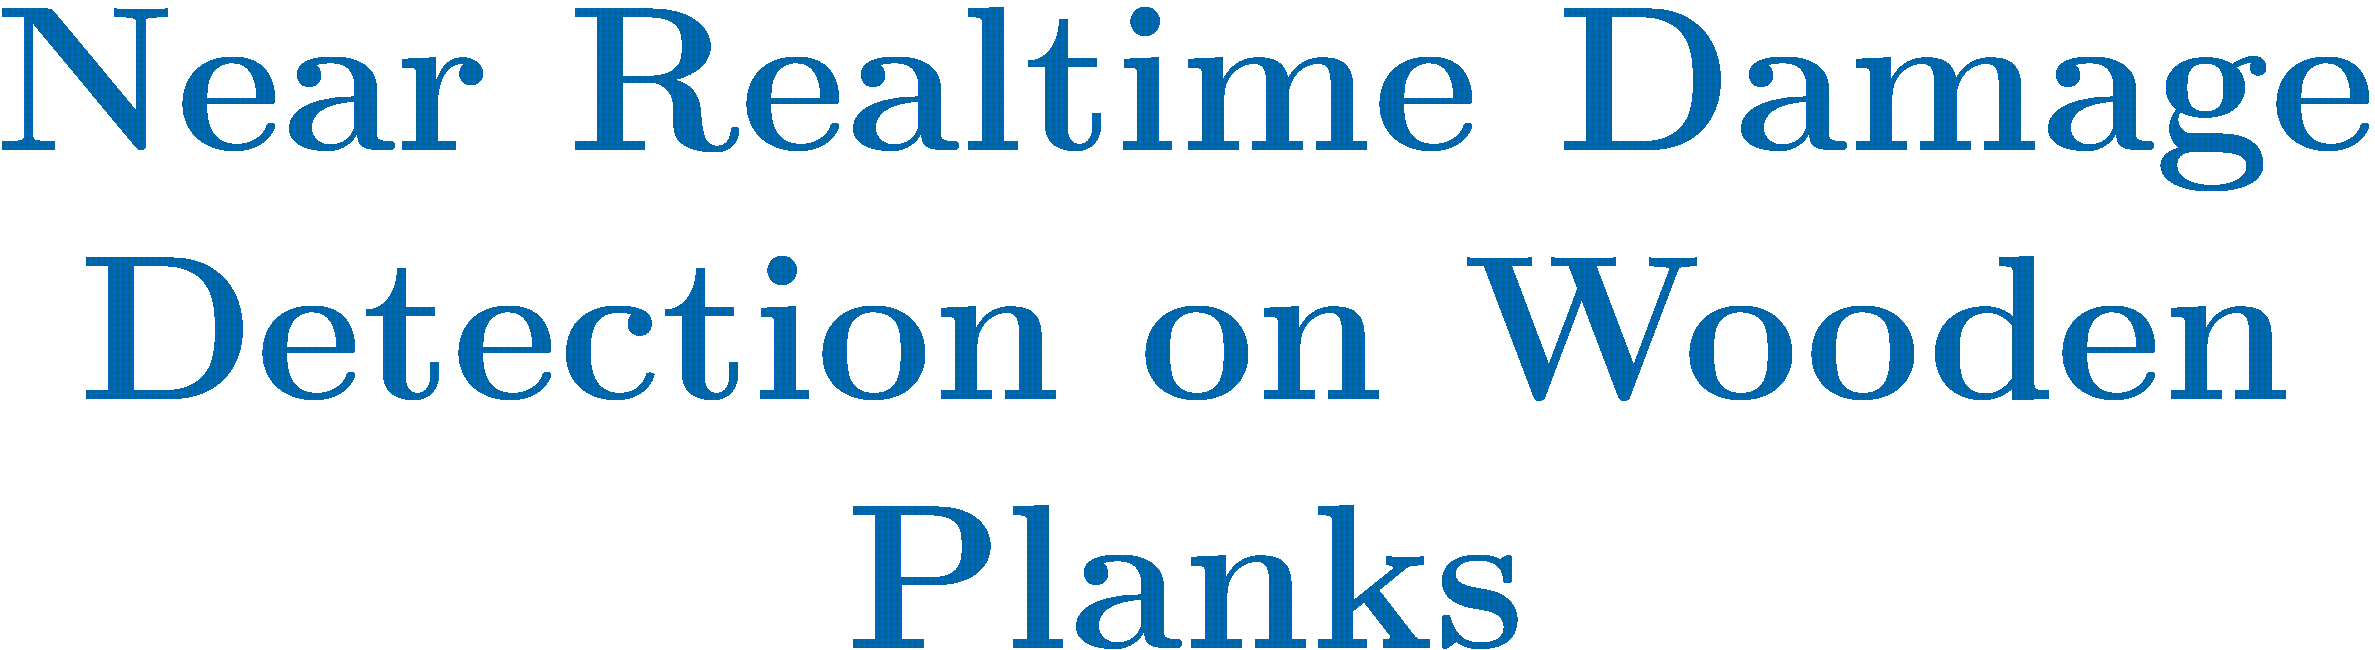 Near Realtime Damage
Detection on Wooden
Planks